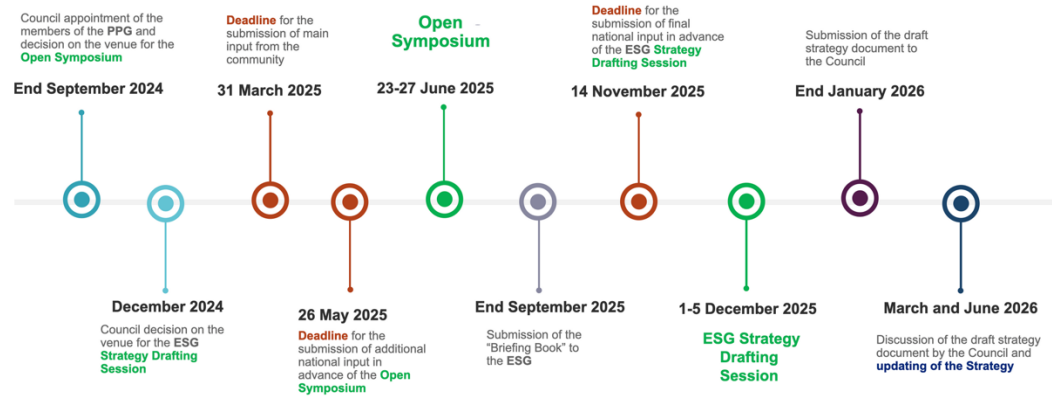 Council appointment of the
members of the PPG and
decision on the venue for the
Open Symposium
End September 2024
December 2024
Council decision on the
venue for the ESG
Strategy Drafting
Session
Deadline for the
submission of main
input from the
community
31 March 2025
26 May 2025
Deadline for the
submission of additional
national input in
advance of the Open
Symposium
Open
Symposium
23-27 June 2025
End September 2025
Submission of the
"Briefing Book" to
the ESG
Deadline for the
submission of final
national input in advance
of the ESG Strategy
Drafting Session
14 November 2025
1-5 December 2025
ESG Strategy
Drafting
Session
Submission of the draft
strategy document to
the Council
End January 2026
March and June 2026
Discussion of the draft strategy
document by the Council and
updating of the Strategy